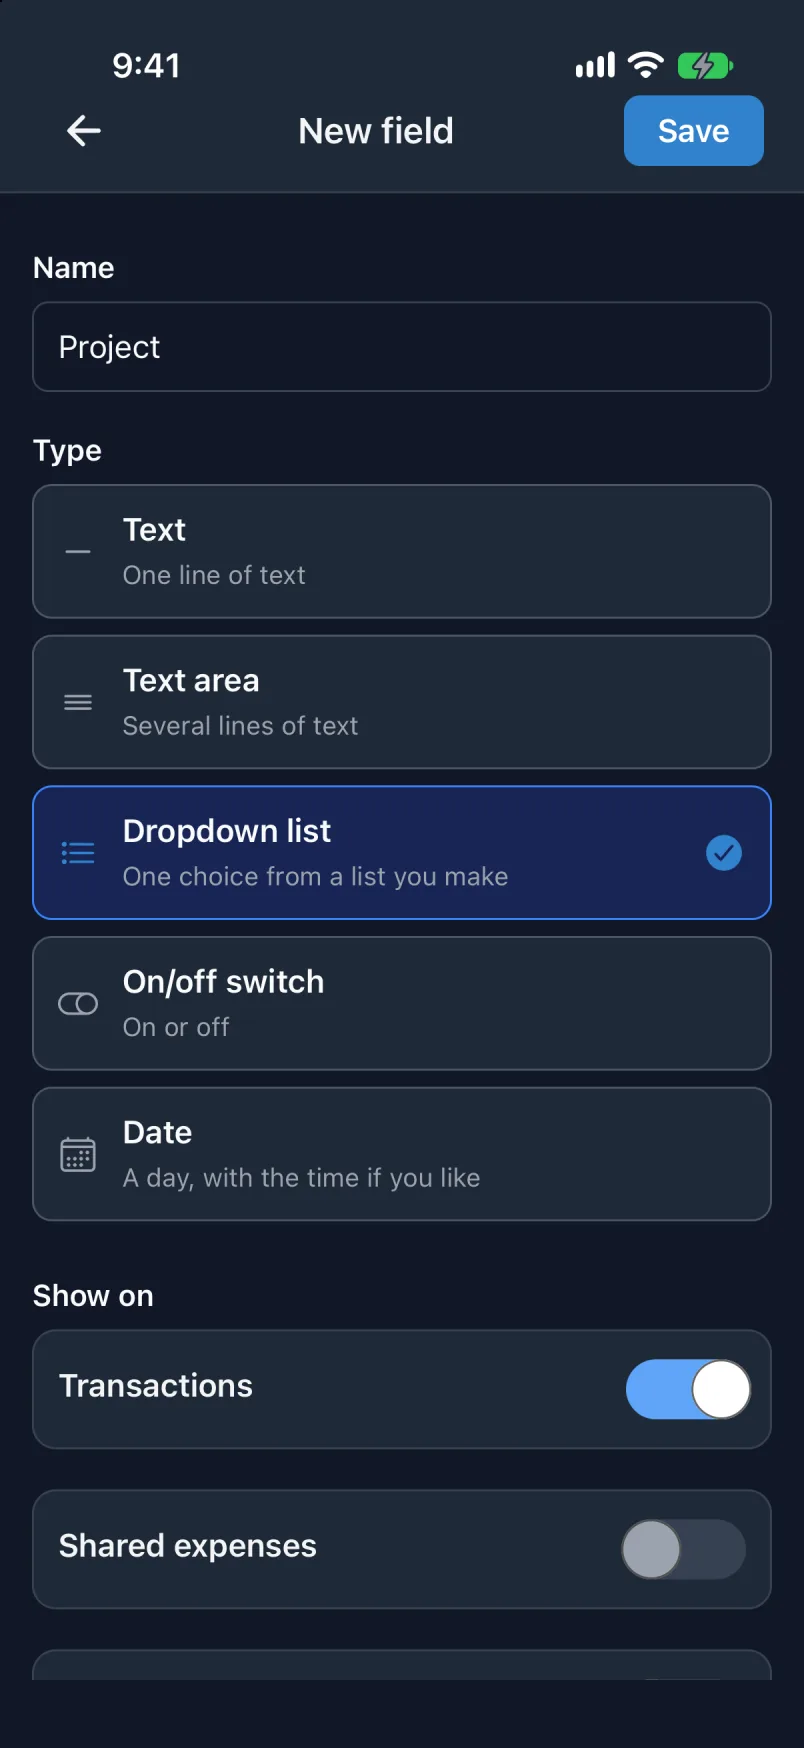 9:41
New field
Save
Name
Project
Type
Text
One line of text
Text area
Several lines of text
Dropdown list
One choice from a list you make
On/off switch
On or off
Date
A day, with the time if you like
Show on
Transactions
Shared expenses